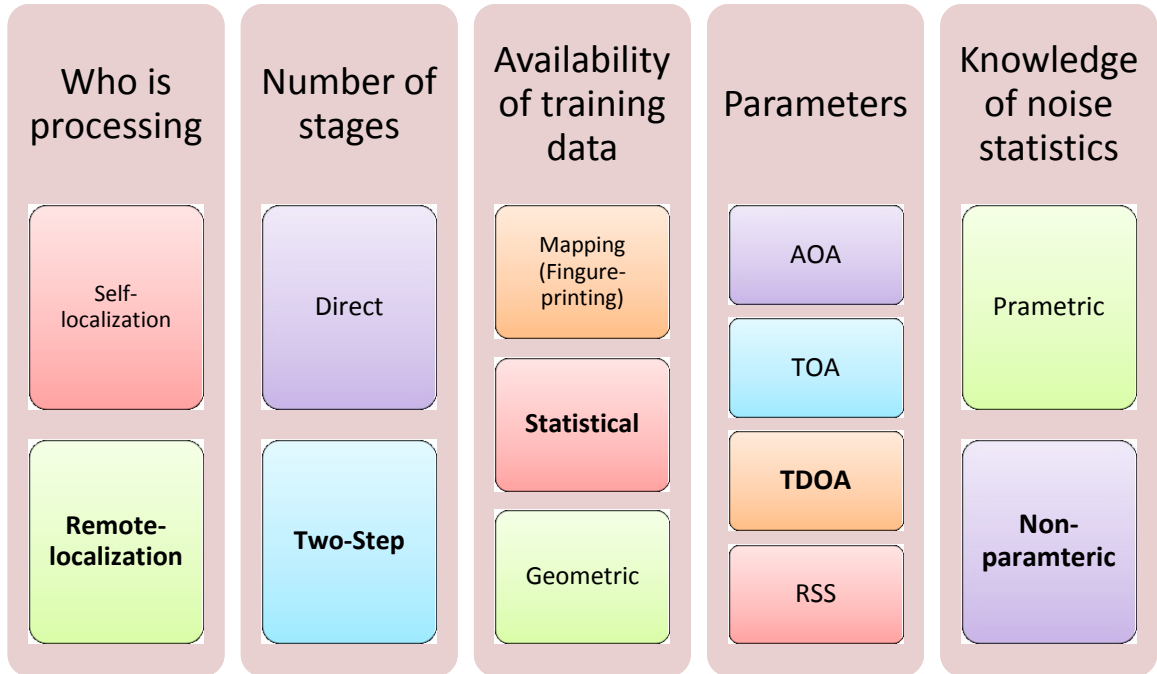 Who is
processing
Self-
localization
Remote-
localization
Number of
stages
Direct
Two-Step
Availability
of training
data
Mapping
(Fingure-
printing)
Statistical
Geometric
Parameters
AOA
TOA
TDOA
RSS
Knowledge
of noise
statistics
Prametric
Non-
paramteric